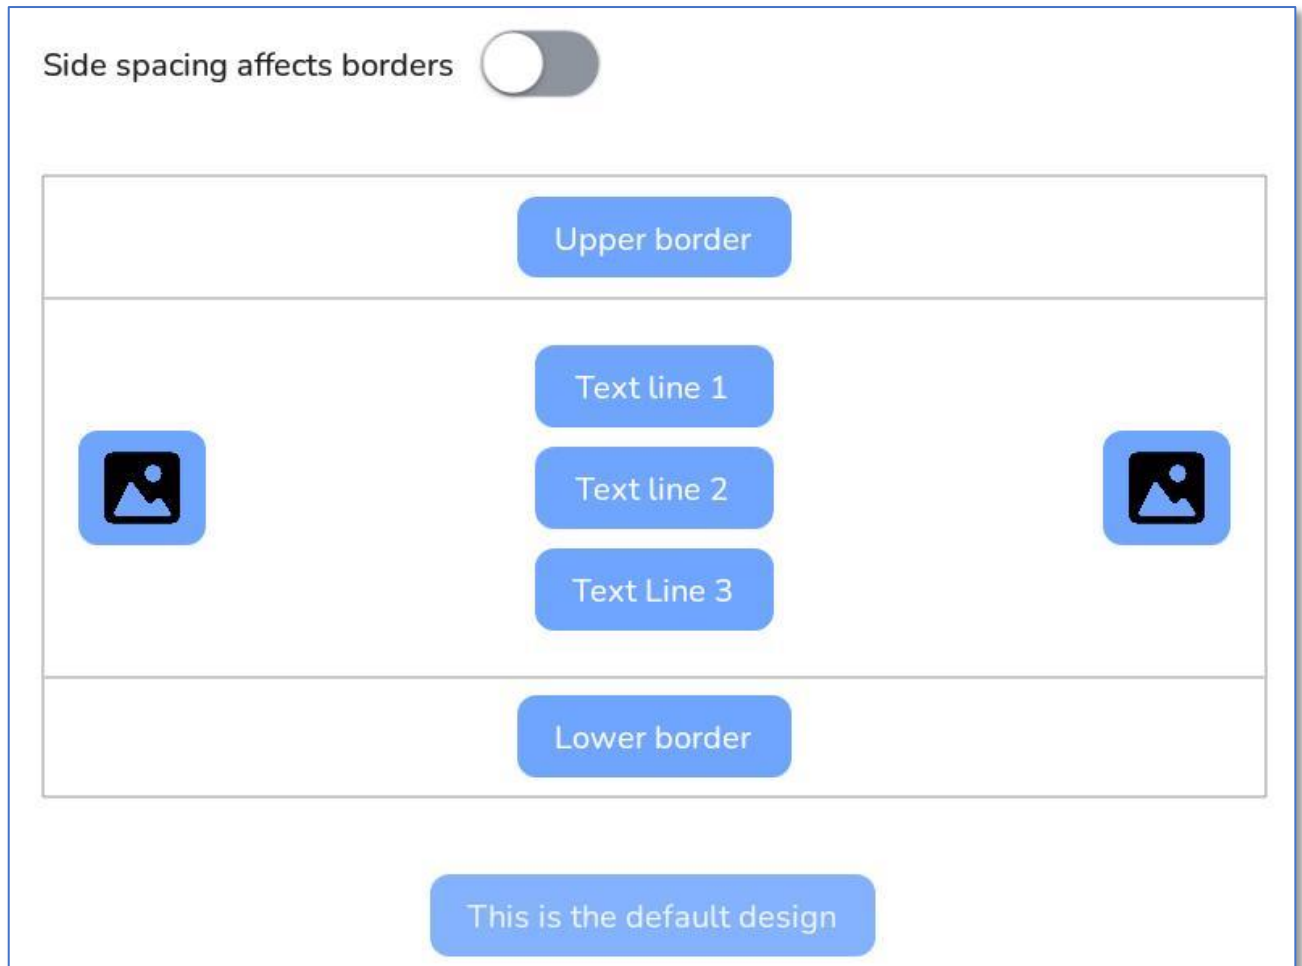 Side spacing affects borders
Upper border
Text line 1
Text line 2
Text Line 3
Lower border
This is the default design